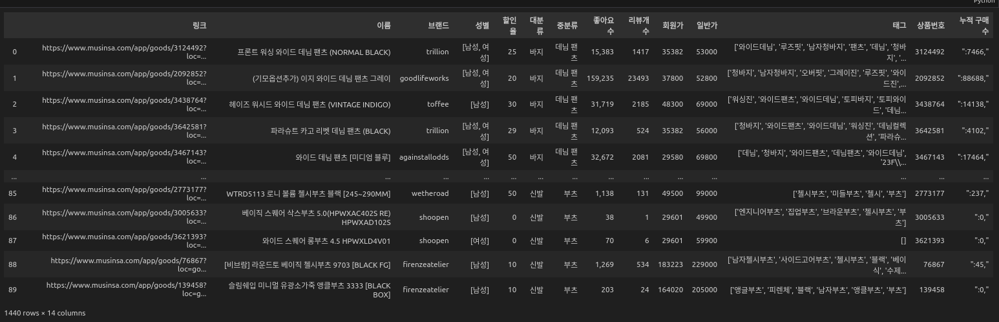 Python
링크 이름 브랜드 성별 할인율 대분류 중분류 좋아요수 리뷰개수 회원가 일반가 태그 상품번호 누적 구매수
0 https://www.musinsa.com/app/goods/3124492?loc=... 프론트 워싱 와이드 데님 팬츠 (NORMAL BLACK) trillion [남성, 여성] 25 바지 데님 팬츠 15,383 1417 35382 53000 ['와이드데님', '루즈핏', '남자청바지', '팬츠', '데님', '청바지', '... 3124492 ":7466,"
1 https://www.musinsa.com/app/goods/2092852?loc=... (기모옵션추가) 이지 와이드 데님 팬츠 그레이 goodlifeworks [남성, 여성] 20 바지 데님 팬츠 159,235 23493 37800 52800 ['청바지', '남자청바지', '오버핏', '그레이진', '루즈핏', '와이드진',... 2092852 ":88688,"
2 https://www.musinsa.com/app/goods/3438764?loc=... 헤이즈 워시드 와이드 데님 팬츠 (VINTAGE INDIGO) toffee [남성] 30 바지 데님 팬츠 31,719 2185 48300 69000 ['워싱진', '와이드팬츠', '와이드데님', '토피바지', '토피와이드', '데님... 3438764 ":14138,"
3 https://www.musinsa.com/app/goods/3642581?loc=... 파라슈트 카고 리벳 데님 팬츠 (BLACK) trillion [남성, 여성] 29 바지 데님 팬츠 12,093 524 35382 56000 ['청바지', '와이드팬츠', '와이드데님', '워싱진', '데님컬렉션', '파라슈... 3642581 ":4102,"
4 https://www.musinsa.com/app/goods/3467143?loc=... 와이드 데님 팬츠 [미디엄 블루] againstallodds [남성, 여성] 50 바지 데님 팬츠 32,672 2081 29580 69800 ['데님', '청바지', '와이드팬츠', '데님팬츠', '와이드데님', '23F\\... 3467143 ":17464,"
... ... ... ... ... ... ... ... ... ... ... ... ... ... ...
85 https://www.musinsa.com/app/goods/2773177?loc=... WTRD5113 로니 볼륨 첼시부츠 블랙 [245~290MM] wetheroad [남성] 50 신발 부츠 1,138 131 49500 99000 ['첼시부츠', '미들부츠', '첼시', '부츠'] 2773177 ":237,"
86 https://www.musinsa.com/app/goods/3005633?loc=... 베이직 스퀘어 삭스부츠 5.0(HPWXAC402S RE) HPWXAD102S shoopen [남성] 0 신발 부츠 38 1 29601 49900 ['엔지니어부츠', '집업부츠', '브라운부츠', '첼시부츠', '부츠'] 3005633 ":0,"
87 https://www.musinsa.com/app/goods/3621393?loc=... 와이드 스퀘어 롱부츠 4.5 HPWXLD4V01 shoopen [여성] 0 신발 부츠 70 6 29601 59900 [] 3621393 ":0,"
88 https://www.musinsa.com/app/goods/76867?loc=go... [비브람] 라운드토 베이직 첼시부츠 9703 [BLACK FG] firenzeatelier [남성] 10 신발 부츠 1,269 534 183223 229000 ['남자첼시부츠', '사이드고어부츠', '첼시부츠', '블랙', '베이식', '수제... 76867 ":45,"
89 https://www.musinsa.com/app/goods/139458?loc=g... 슬림쉐입 미니멀 유광소가죽 앵클부츠 3333 [BLACK BOX] firenzeatelier [남성] 10 신발 부츠 203 24 164020 205000 ['앵글부츠', '피렌체', '블랙', '남자부츠', '앵클부츠', '부츠'] 139458 ":0,"
1440 rows × 14 columns